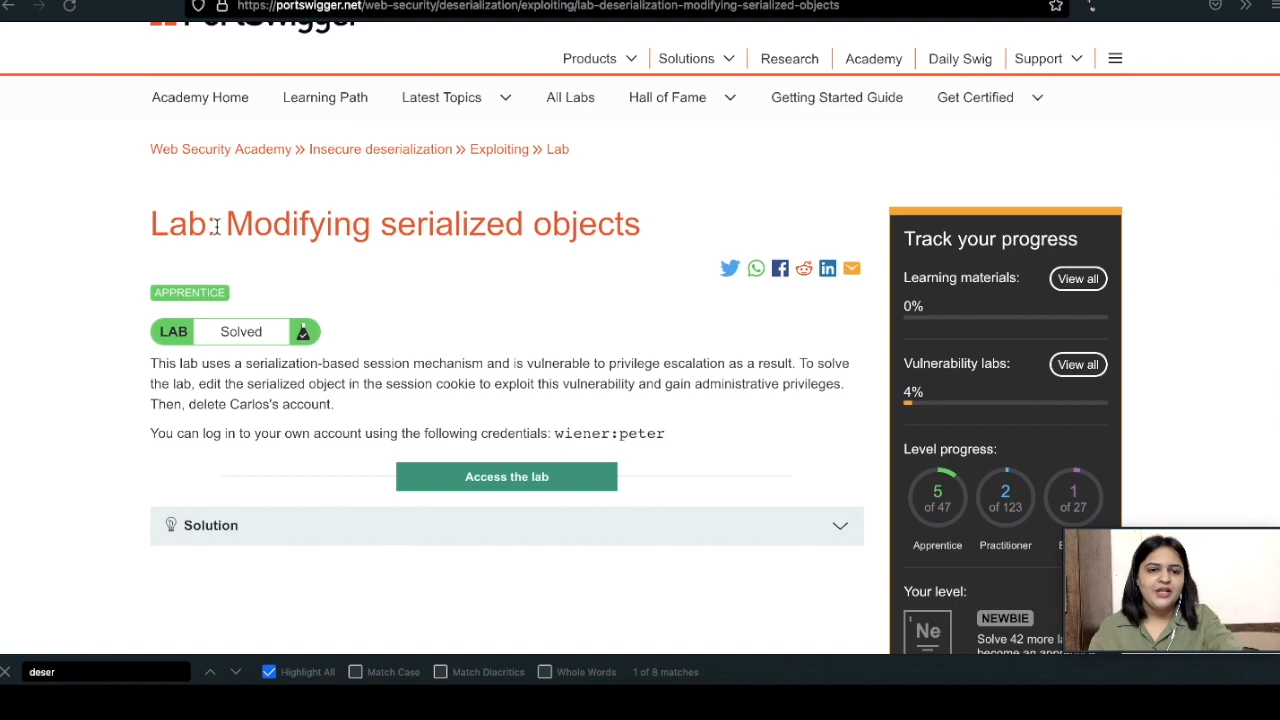 https://portswigger.net/web-security/deserialization/exploiting/lab-deserialization-modifying-serialized-objects
Products
Solutions
Research
Academy
Daily Swig
Support
Academy Home
Learning Path
Latest Topics
All Labs
Hall of Fame
Getting Started Guide
Get Certified
Web Security Academy >> Insecure deserialization >> Exploiting >> Lab
Lab: Modifying serialized objects
APPRENTICE
LAB Solved
This lab uses a serialization-based session mechanism and is vulnerable to privilege escalation as a result. To solve
the lab, edit the serialized object in the session cookie to exploit this vulnerability and gain administrative privileges.
Then, delete Carlos's account.
You can log in to your own account using the following credentials: wiener:peter
Access the lab
Solution
Track your progress
Learning materials: View all
0%
Vulnerability labs: View all
4%
Level progress:
5 2 1
of 47 of 123 of 27
Apprentice Practitioner
Your level:
Ne
NEWBIE
Solve 42 more
deser
Highlight All
Match Case
Match Diacritics
Whole Words
1 of 8 matches